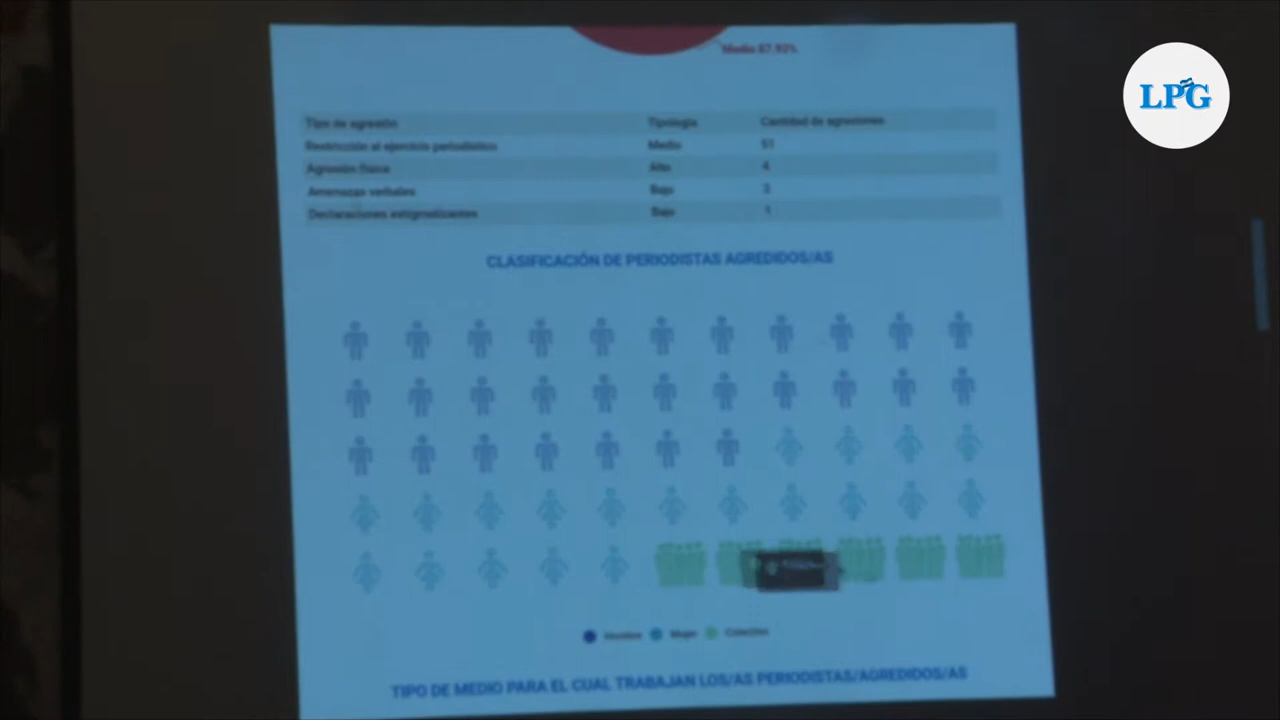 Medio 87.93%
LPG
Tipo de agresión Tipología Cantidad de agresiones
Restricción al ejercicio periodístico Medio 51
Agresión física Alto 4
Amenazas verbales Bajo
Declaraciones estigmatizantes Bajo 1
CLASIFICACIÓN DE PERIODISTAS AGREDIDOS/AS
Hombre Mujer Colectivo
TIPO DE MEDIO PARA EL CUAL TRABAJAN LOS/AS PERIODISTAS/AGREDIDOS/AS